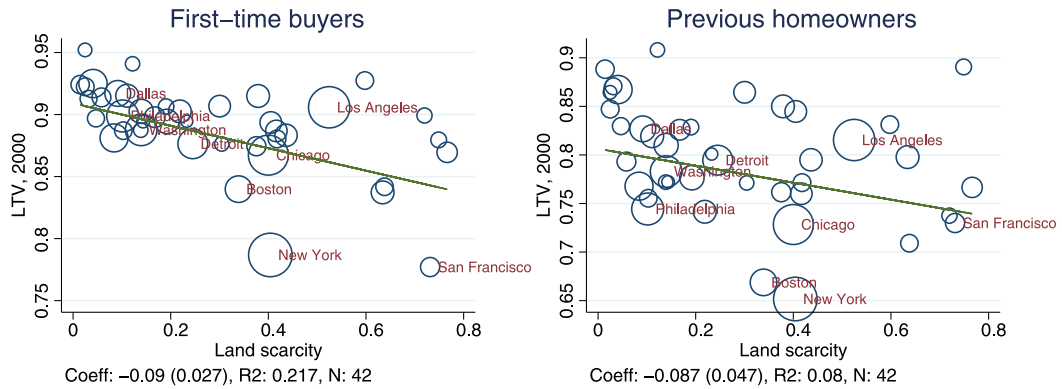 First−time buyers
0.95
0.9
0.85
0.8
0.75
LTV, 2000
Dallas
Philadelphia
Washington
Detroit
Los Angeles
Chicago
Boston
New York
San Francisco
0 0.2 0.4 0.6 0.8
Land scarcity
Coeff: −0.09 (0.027), R2: 0.217, N: 42
Previous homeowners
0.9
0.85
0.8
0.75
0.7
0.65
LTV, 2000
Dallas
Los Angeles
Detroit
Washington
Philadelphia
Chicago
San Francisco
Boston
New York
0 0.2 0.4 0.6 0.8
Land scarcity
Coeff: −0.087 (0.047), R2: 0.08, N: 42